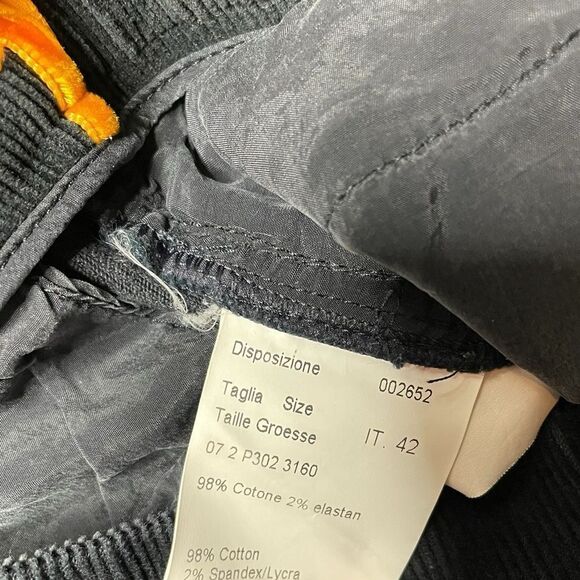 Disposizione 002652
Taglia Size
Taille Groesse IT. 42
07 2 P302 3160
98% Cotone 2% elastan
98% Cotton
2% Spandex/Lycra